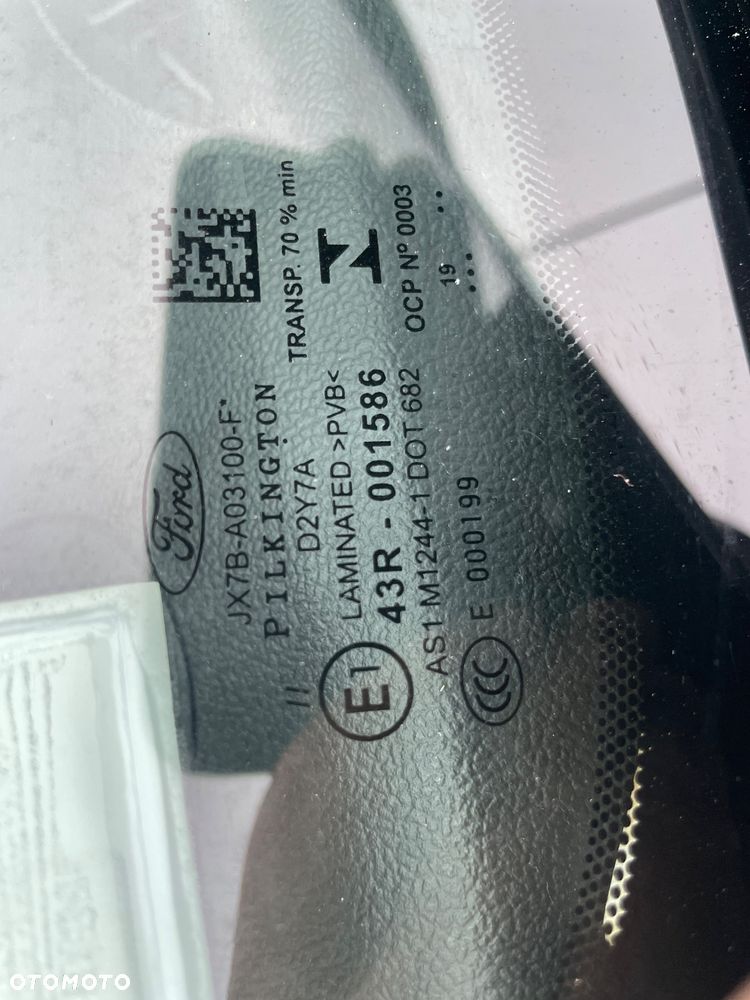 Ford
JX7B-A03100-F*
PILKINGTON
// D2Y7A TRANSP. 70 % min
E1 LAMINATED >PVB< N
43R - 001586
AS1 M1244-1 DOT 682 OCP Nº 0003
CCC E 000199 19
OTOMOTO